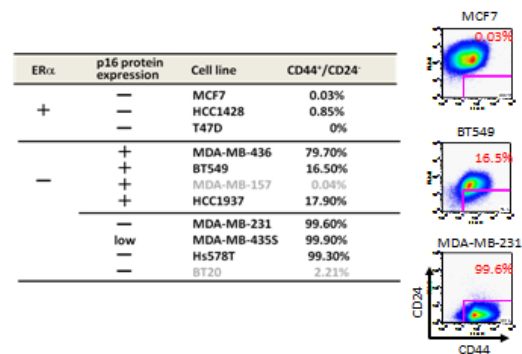 ERα p16 protein expression Cell line CD44⁺/CD24⁻
+ — MCF7 0.03%
— HCC1428 0.85%
— T47D 0%
— + MDA-MB-436 79.70%
+ BT549 16.50%
+ MDA-MB-157 0.04%
+ HCC1937 17.90%
— MDA-MB-231 99.60%
low MDA-MB-435S 99.90%
— Hs578T 99.30%
— BT20 2.21%
MCF7
0.03%
BT549
16.5%
MDA-MB-231
99.6%
CD24
CD44